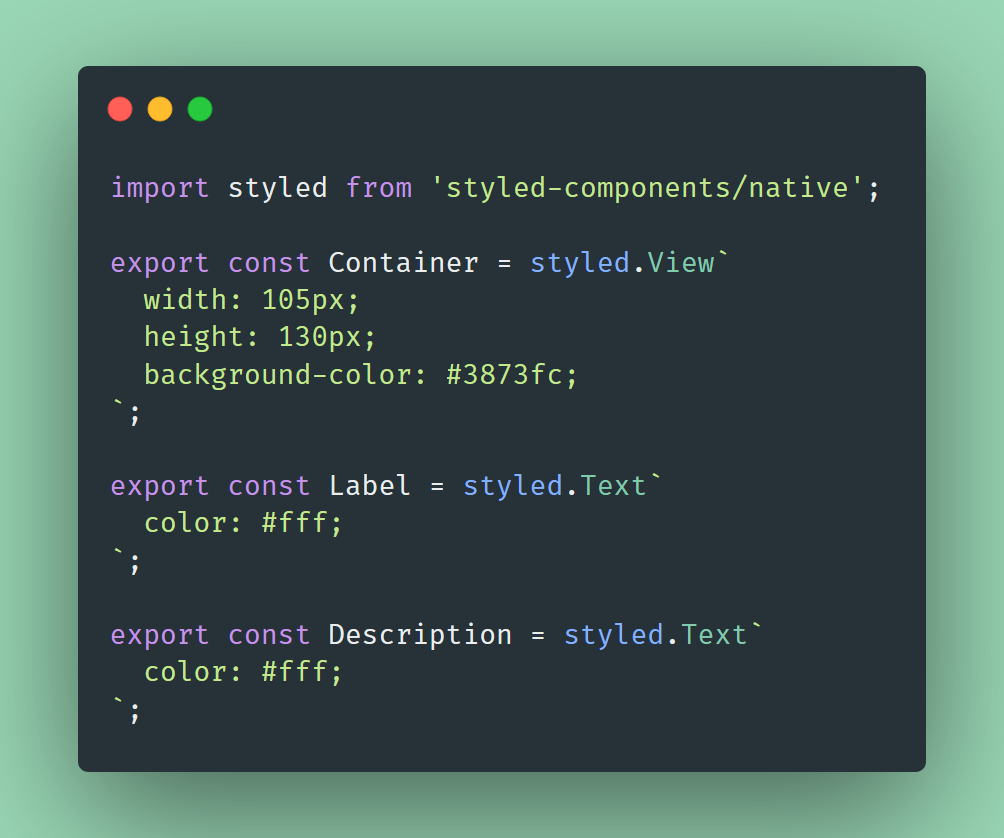 import styled from 'styled-components/native';
export const Container = styled.View`
  width: 105px;
  height: 130px;
  background-color: #3873fc;
`;
export const Label = styled.Text`
  color: #fff;
`;
export const Description = styled.Text`
  color: #fff;
`;